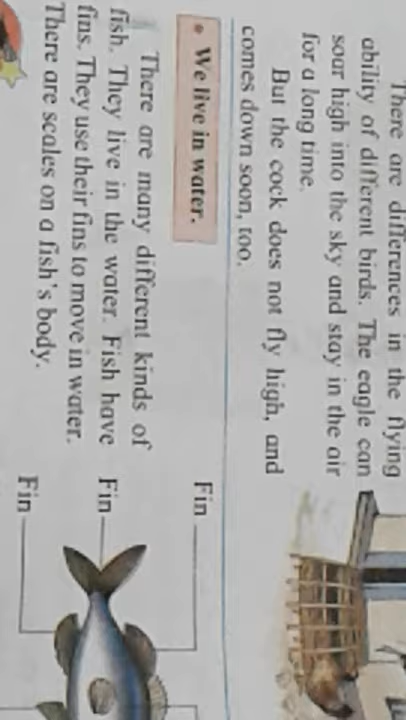 There are differences in the flying
ability of different birds. The eagle can
soar high into the sky and stay in the air
for a long time.
But the cock does not fly high, and
comes down soon, too.
• We live in water.
There are many different kinds of
fish. They live in the water. Fish have
fins. They use their fins to move in water.
There are scales on a fish's body.
Fin
Fin
Fin